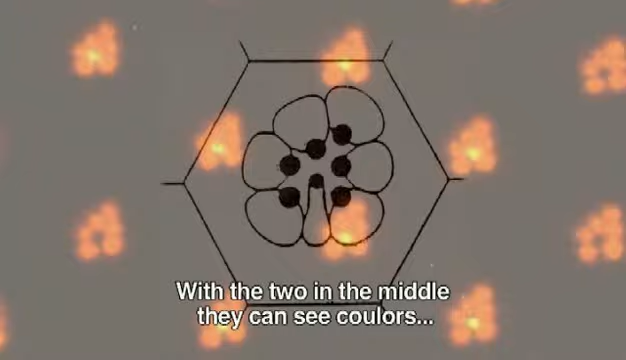 With the two in the middle
they can see coulors...